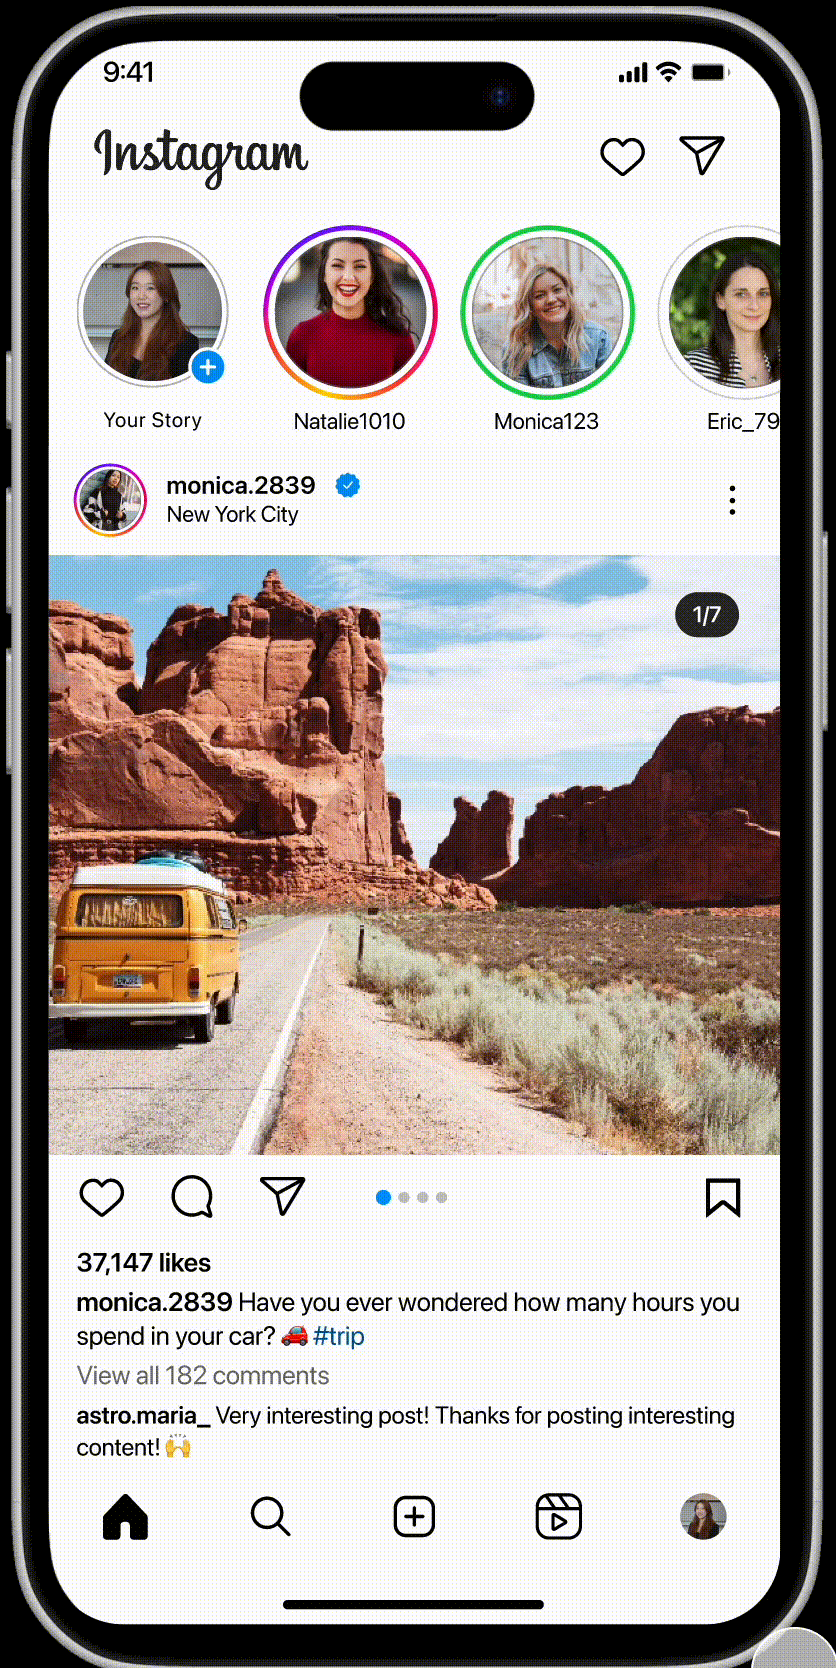 9:41
Instagram
Your Story
Natalie1010
Monica123
Eric_79
monica.2839
New York City
1/7
37,147 likes
monica.2839 Have you ever wondered how many hours you
spend in your car? 🚗 #trip
View all 182 comments
astro.maria_ Very interesting post! Thanks for posting interesting
content! 🙌